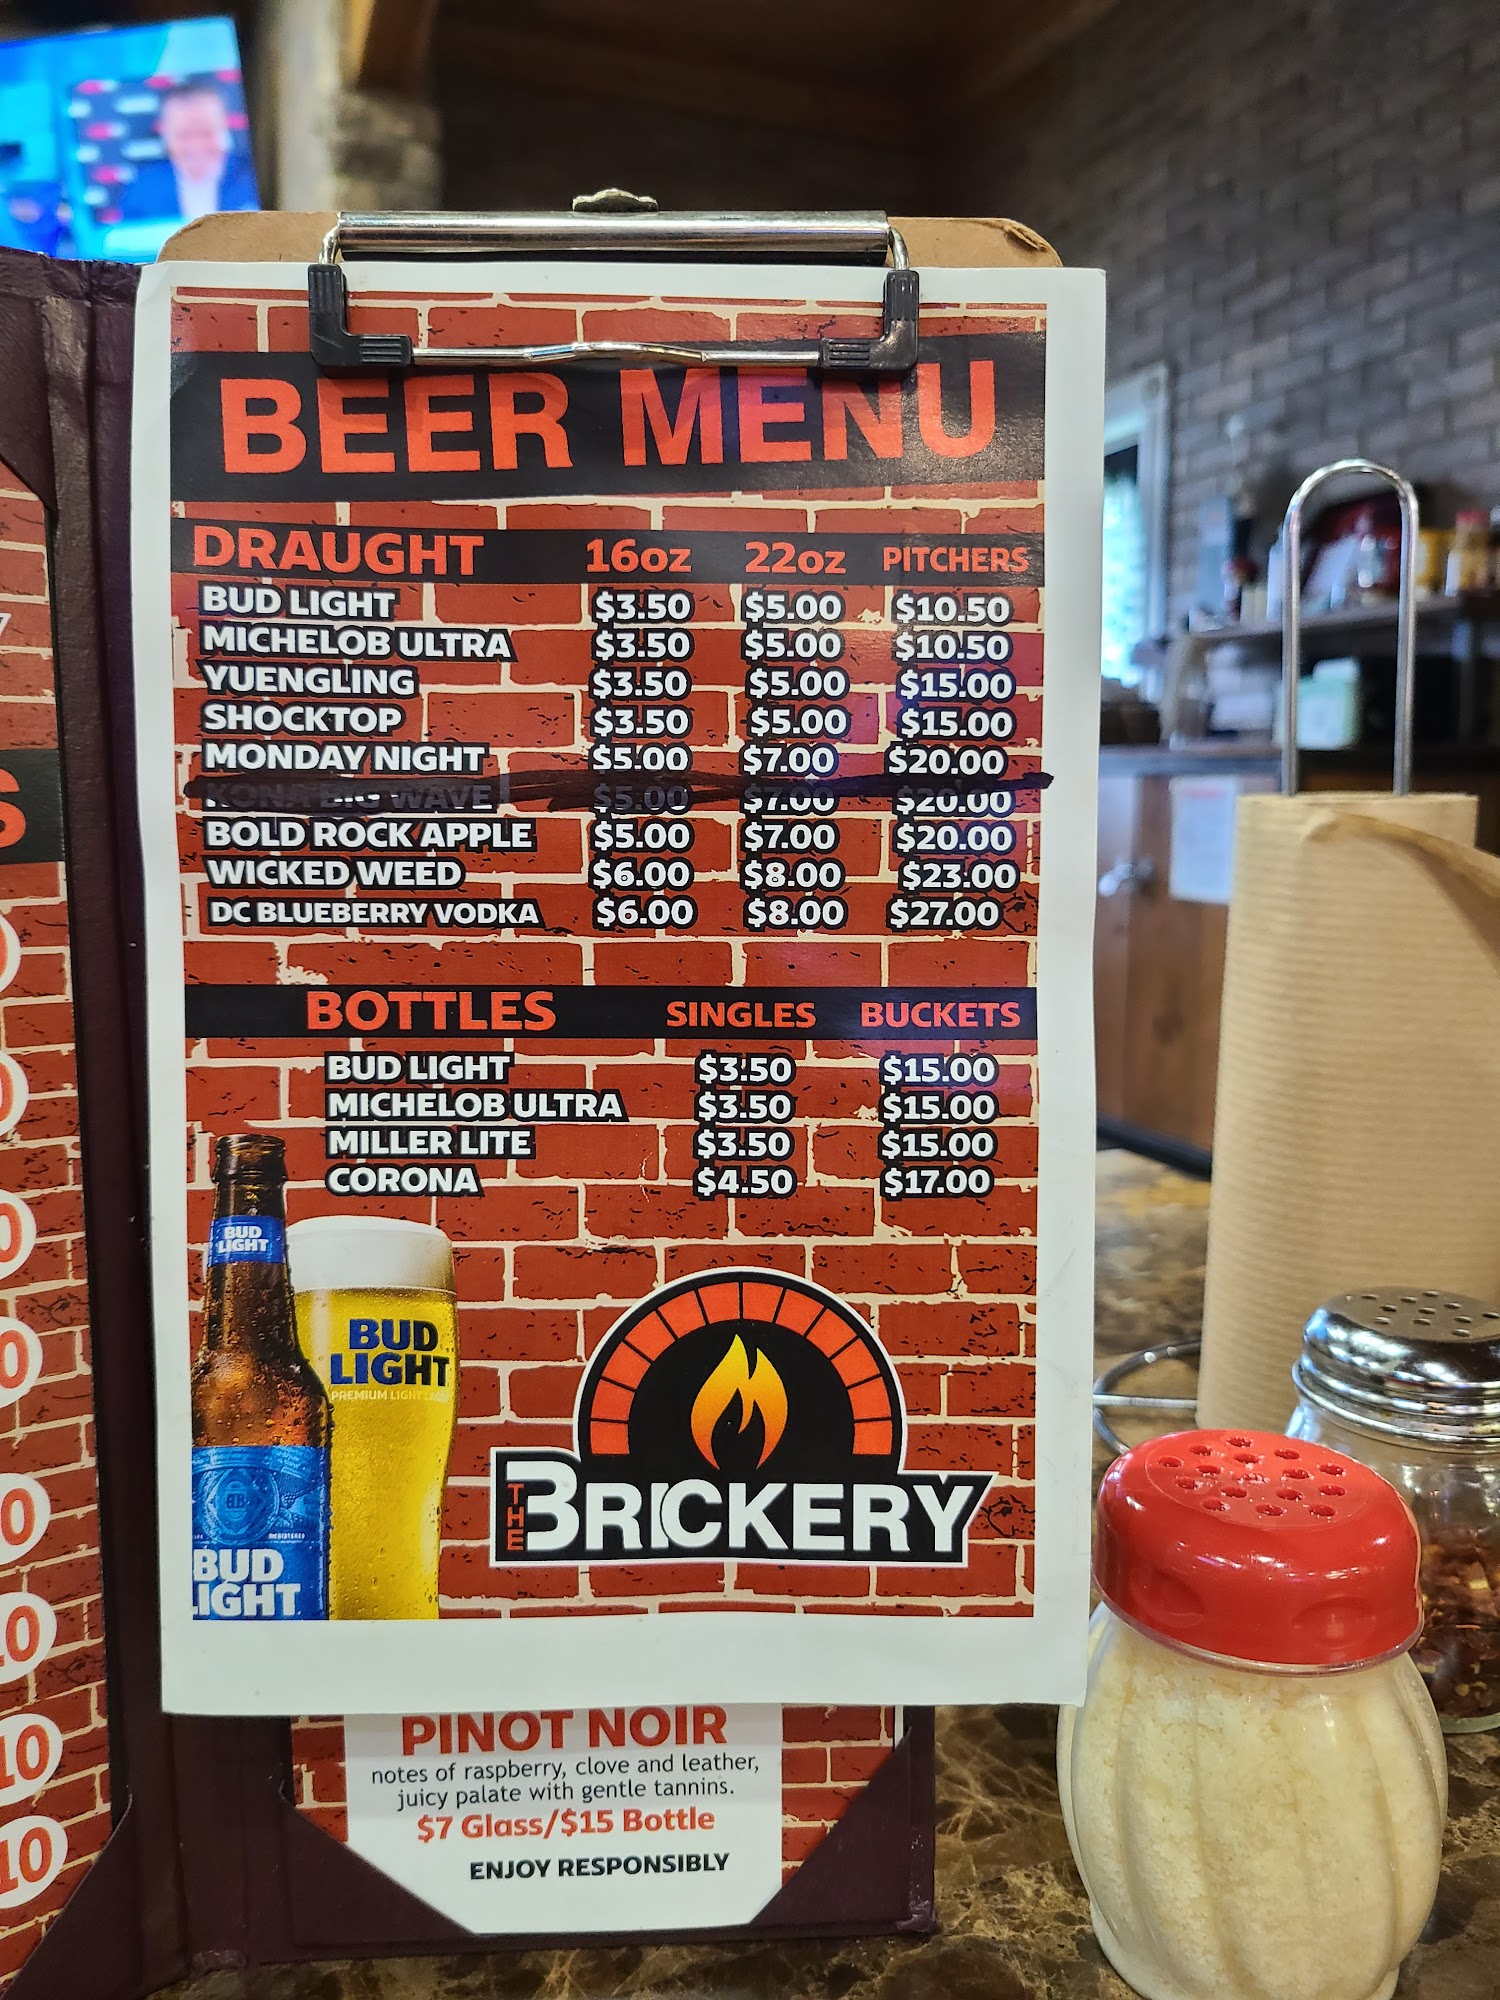 BEER MENU
DRAUGHT 16oz 22oz PITCHERS
BUD LIGHT $3.50 $5.00 $10.50
MICHELOB ULTRA $3.50 $5.00 $10.50
YUENGLING $3.50 $5.00 $15.00
SHOCKTOP $3.50 $5.00 $15.00
MONDAY NIGHT $5.00 $7.00 $20.00
KONA BIG WAVE $5.00 $7.00 $20.00
BOLD ROCK APPLE $5.00 $7.00 $20.00
WICKED WEED $6.00 $8.00 $23.00
DC BLUEBERRY VODKA $6.00 $8.00 $27.00
BOTTLES SINGLES BUCKETS
BUD LIGHT $3.50 $15.00
MICHELOB ULTRA $3.50 $15.00
MILLER LITE $3.50 $15.00
CORONA $4.50 $17.00
BUD
LIGHT
BUD
LIGHT
PREMIUM LIGHT
BUD
LIGHT
THE BRICKERY
PINOT NOIR
notes of raspberry, clove and leather,
juicy palate with gentle tannins.
$7 Glass/$15 Bottle
ENJOY RESPONSIBLY